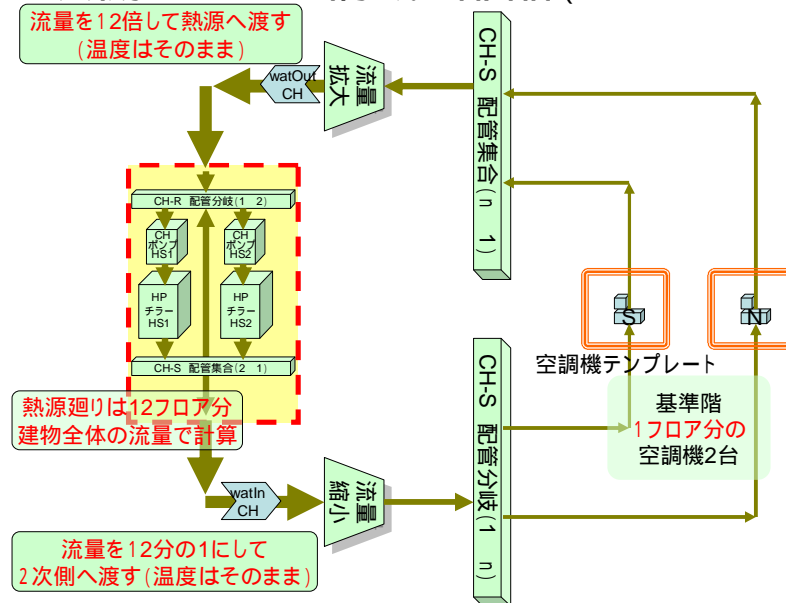 流量を12倍して熱源へ渡す
(温度はそのまま)
watOut
CH
流量
拡大
CH-S 配管集合(n 1)
CH-R 配管分岐(1 2)
CH
ポンプ
HS1
CH
ポンプ
HS2
HP
チラー
HS1
HP
チラー
HS2
CH-S 配管集合(2 1)
S
N
空調機テンプレート
基準階
1フロア分の
空調機2台
熱源廻りは12フロア分
建物全体の流量で計算
watIn
CH
流量
縮小
CH-S 配管分岐(1 n)
流量を12分の1にして
2次側へ渡す(温度はそのまま)